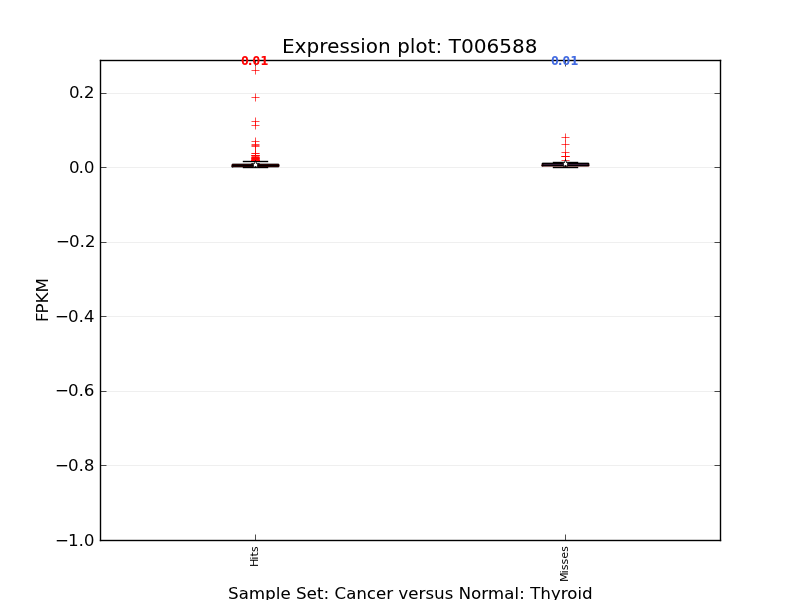 Expression plot: T006588
0.01
0.01
0.2
0.0
−0.2
−0.4
−0.6
−0.8
−1.0
FPKM
Hits
Misses
Sample Set: Cancer versus Normal: Thyroid